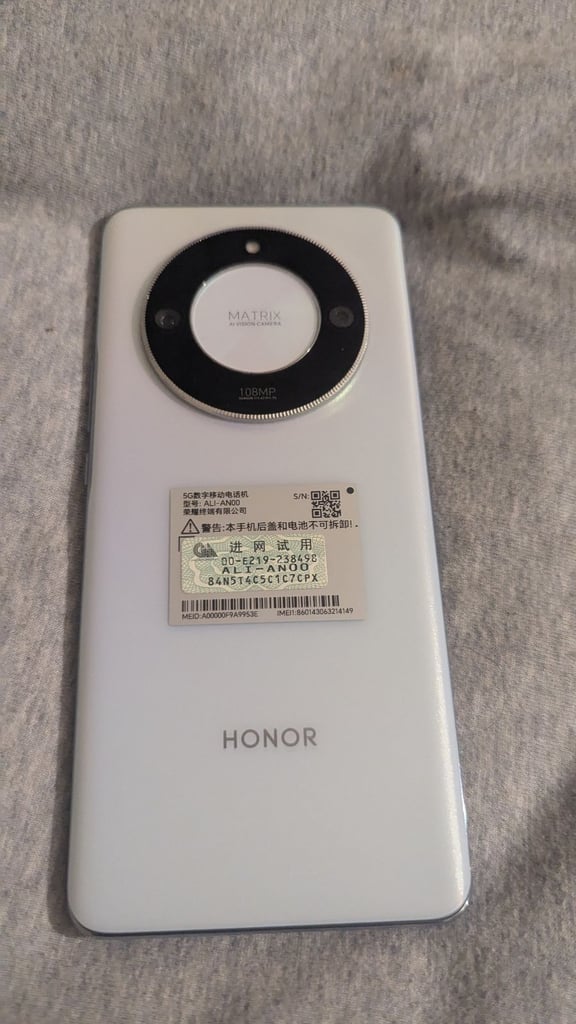 MATRIX
AI VISION CAMERA
108MP
5G数字移动电话机
型号: ALI-AN00
荣耀终端有限公司
S/N:
警告:本手机后盖和电池不可拆卸!
进网试用
00-E219-238498
ALI-AN00
84N5T4C5C1C7CPX
MEID:A00000F9A9953E IMEI1:860143063214149
HONOR